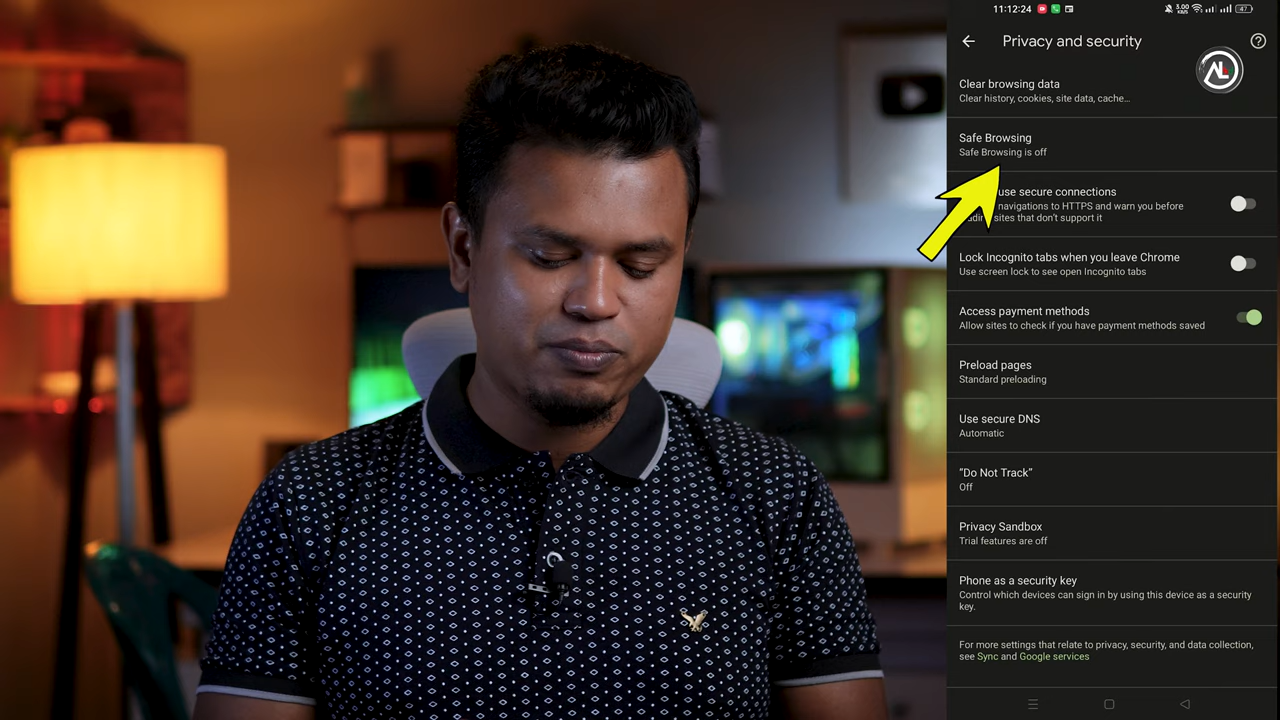 11:12:24
3.00
KB/S
47
Privacy and security
Clear browsing data
Clear history, cookies, site data, cache...
Safe Browsing
Safe Browsing is off
use secure connections
navigations to HTTPS and warn you before
sites that don't support it
Lock Incognito tabs when you leave Chrome
Use screen lock to see open Incognito tabs
Access payment methods
Allow sites to check if you have payment methods saved
Preload pages
Standard preloading
Use secure DNS
Automatic
“Do Not Track”
Off
Privacy Sandbox
Trial features are off
Phone as a security key
Control which devices can sign in by using this device as a security
key.
For more settings that relate to privacy, security, and data collection,
see Sync and Google services